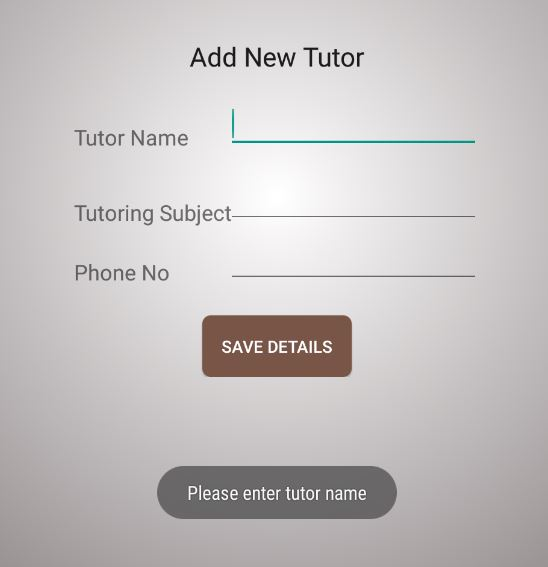 Add New Tutor
Tutor Name
Tutoring Subject
Phone No
SAVE DETAILS
Please enter tutor name